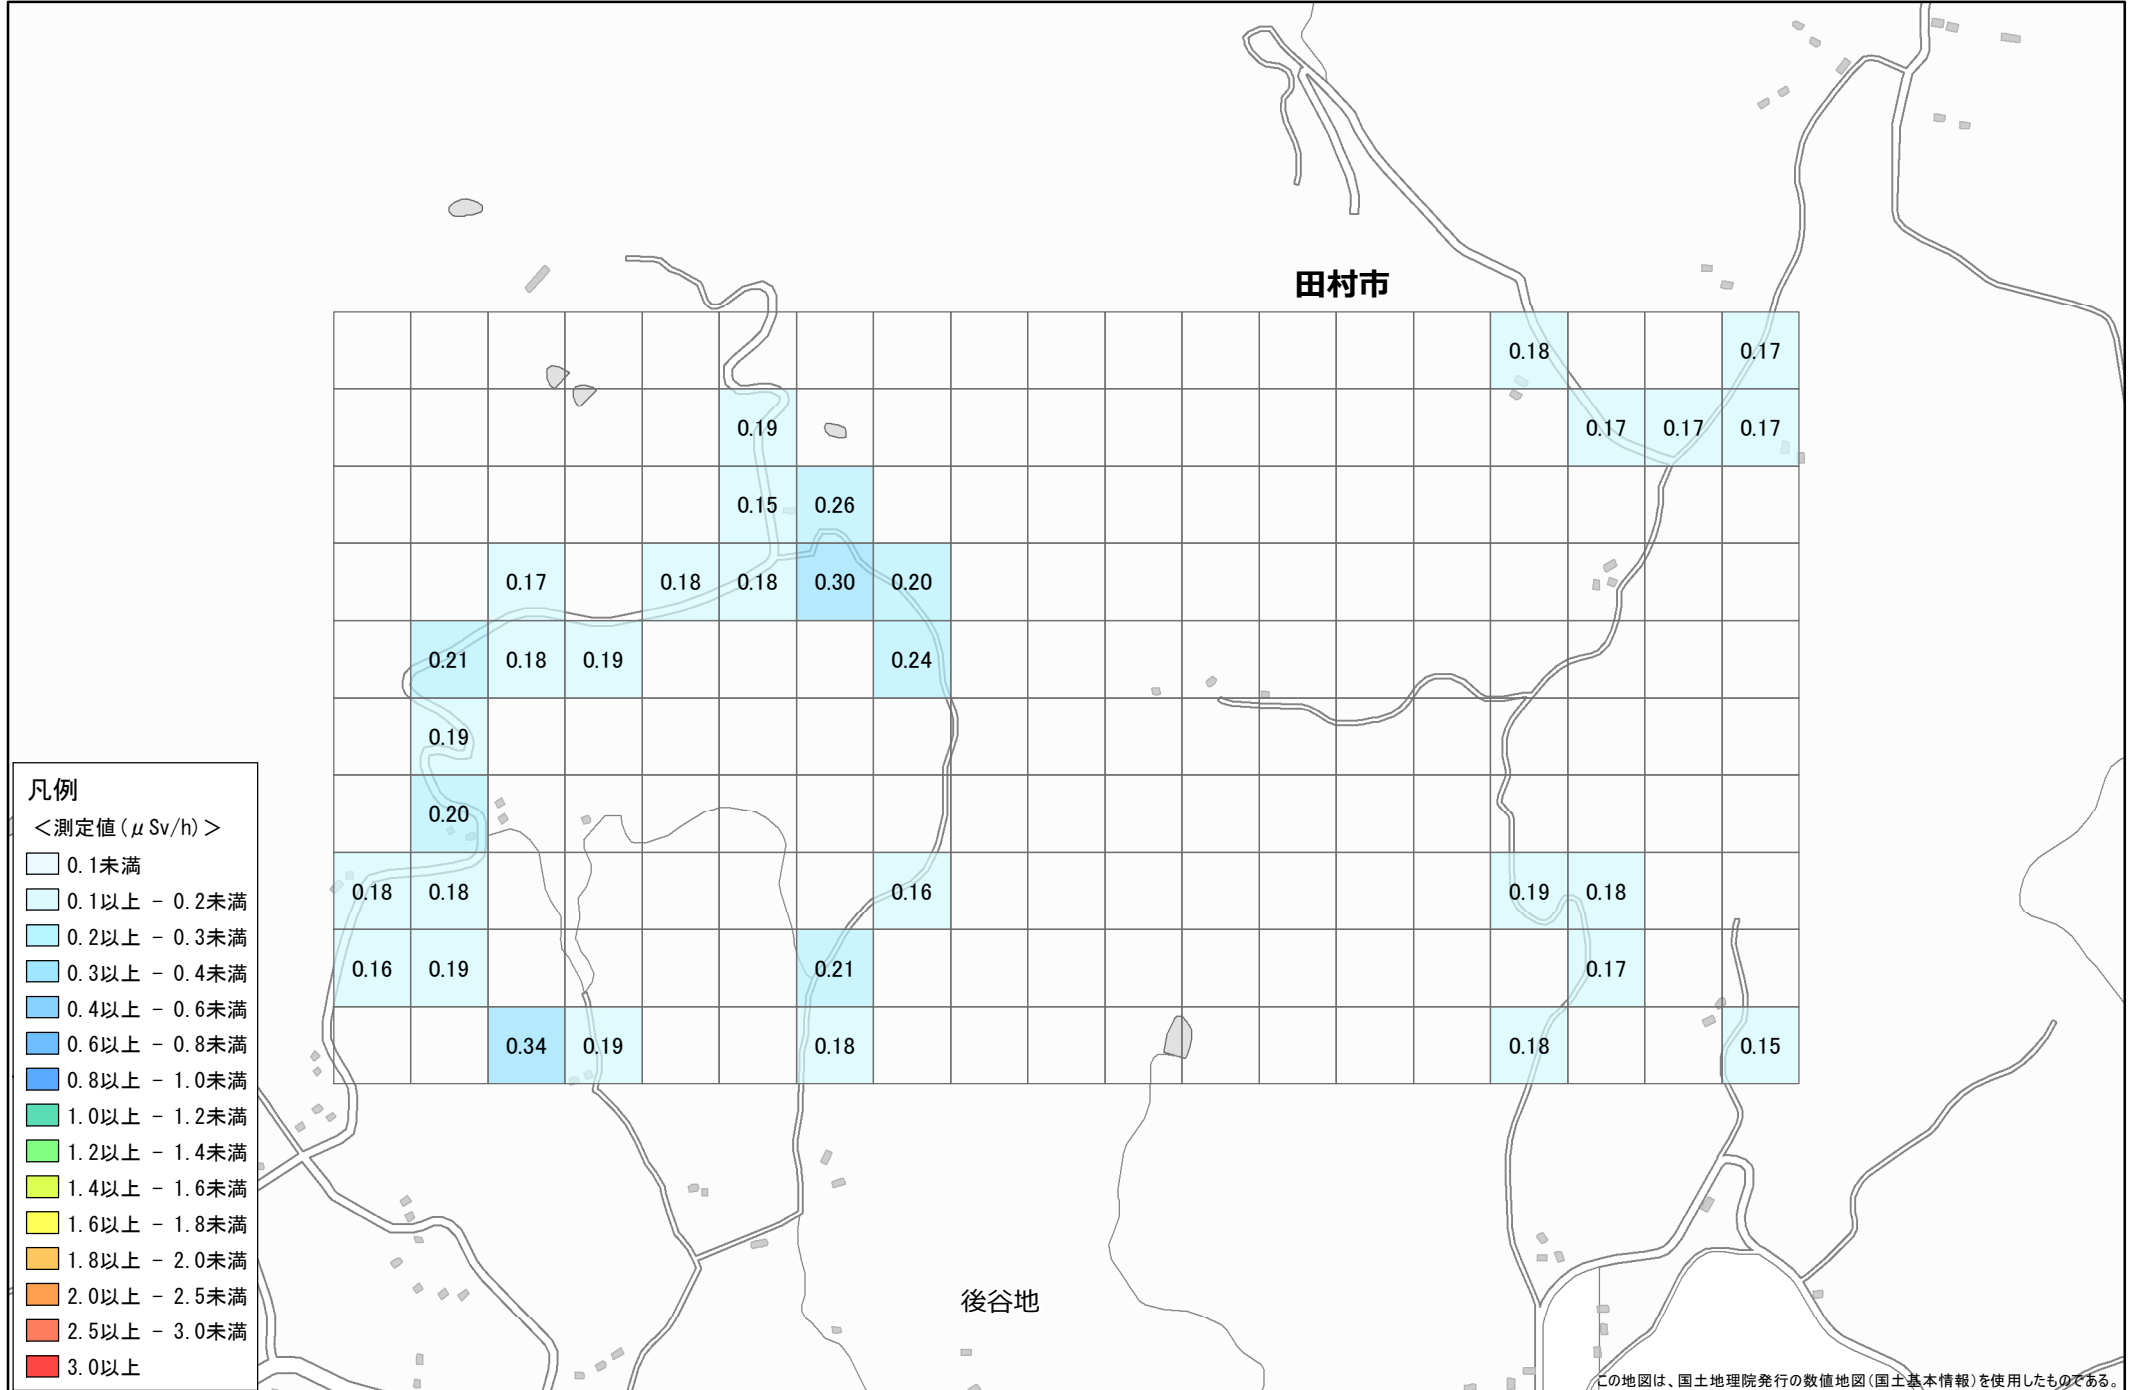 田村市
0.18 0.17
0.19 0.17 0.17 0.17
0.15 0.26
0.17 0.18 0.18 0.30 0.20
0.21 0.18 0.19 0.24
0.19
0.20
0.18 0.18 0.16 0.19 0.18
0.16 0.19 0.21 0.17
0.34 0.19 0.18 0.18 0.15
凡例
＜測定値(μSv/h)＞
0.1未満
0.1以上 - 0.2未満
0.2以上 - 0.3未満
0.3以上 - 0.4未満
0.4以上 - 0.6未満
0.6以上 - 0.8未満
0.8以上 - 1.0未満
1.0以上 - 1.2未満
1.2以上 - 1.4未満
1.4以上 - 1.6未満
1.6以上 - 1.8未満
1.8以上 - 2.0未満
2.0以上 - 2.5未満
2.5以上 - 3.0未満
3.0以上
後谷地
この地図は、国土地理院発行の数値地図(国土基本情報)を使用したものである。